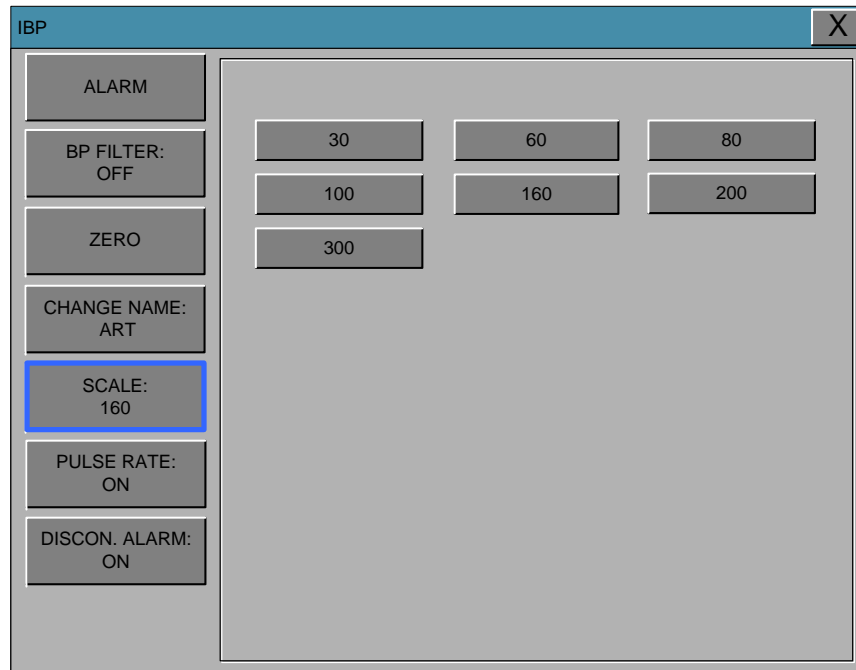 IBP
X
ALARM
BP FILTER:
OFF
ZERO
CHANGE NAME:
ART
SCALE:
160
PULSE RATE:
ON
DISCON. ALARM:
ON
30 60 80
100 160 200
300